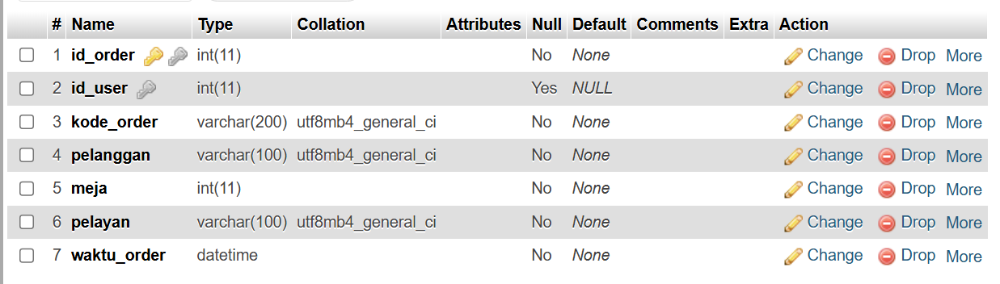 # Name Type Collation Attributes Null Default Comments Extra Action
1 id_order int(11) No None Change Drop More
2 id_user int(11) Yes NULL Change Drop More
3 kode_order varchar(200) utf8mb4_general_ci No None Change Drop More
4 pelanggan varchar(100) utf8mb4_general_ci No None Change Drop More
5 meja int(11) No None Change Drop More
6 pelayan varchar(100) utf8mb4_general_ci No None Change Drop More
7 waktu_order datetime No None Change Drop More